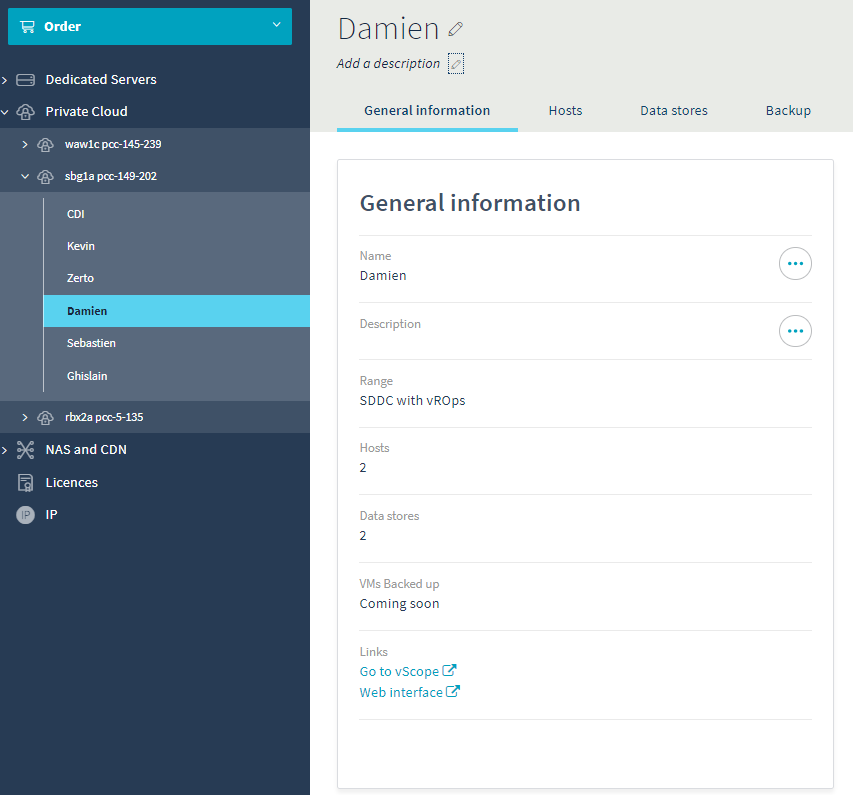 Order
Dedicated Servers
Private Cloud
waw1c pcc-145-239
sbg1a pcc-149-202
CDI
Kevin
Zerto
Damien
Sebastien
Ghislain
rbx2a pcc-5-135
NAS and CDN
Licences
IP IP
Damien
Add a description
General information Hosts Data stores Backup
General information
Name
Damien
Description
Range
SDDC with vROps
Hosts
2
Data stores
2
VMs Backed up
Coming soon
Links
Go to vScope
Web interface